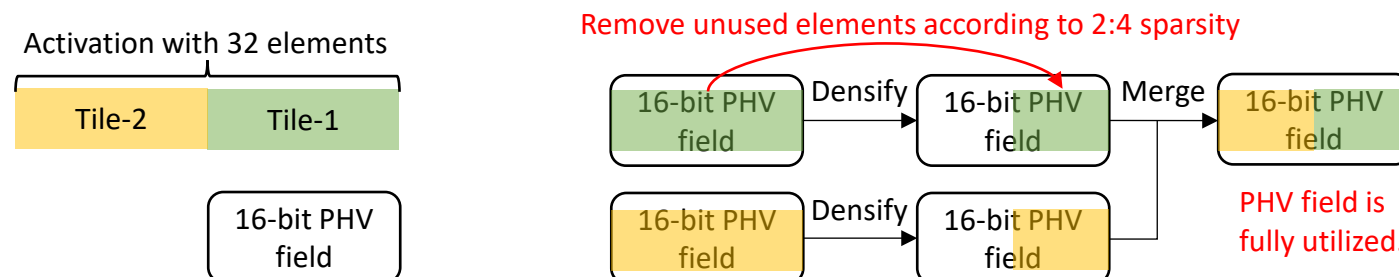 Activation with 32 elements
Tile-2
Tile-1
16-bit PHV
field
Remove unused elements according to 2:4 sparsity
16-bit PHV
field
Densify
16-bit PHV
field
Merge
16-bit PHV
field
16-bit PHV
field
Densify
16-bit PHV
field
PHV field is
fully utilized.